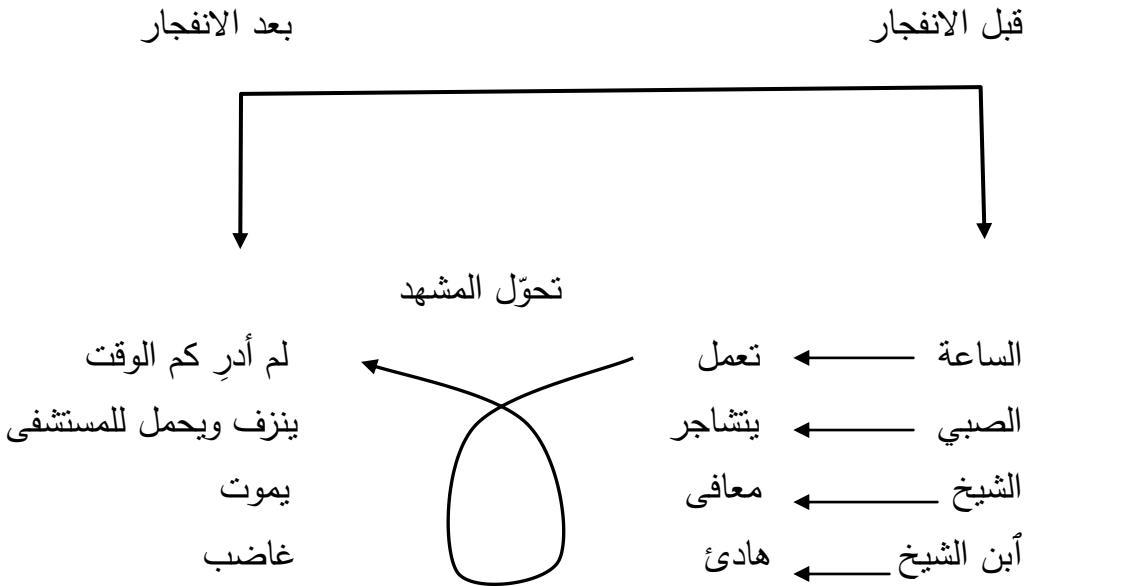 قبل الانفجار بعد الانفجار
تحوّل المشهد
الساعة تعمل لم أدرِ كم الوقت
الصبي يتشاجر ينزف ويحمل للمستشفى
الشيخ معافى يموت
ٱبن الشيخ هادئ غاضب